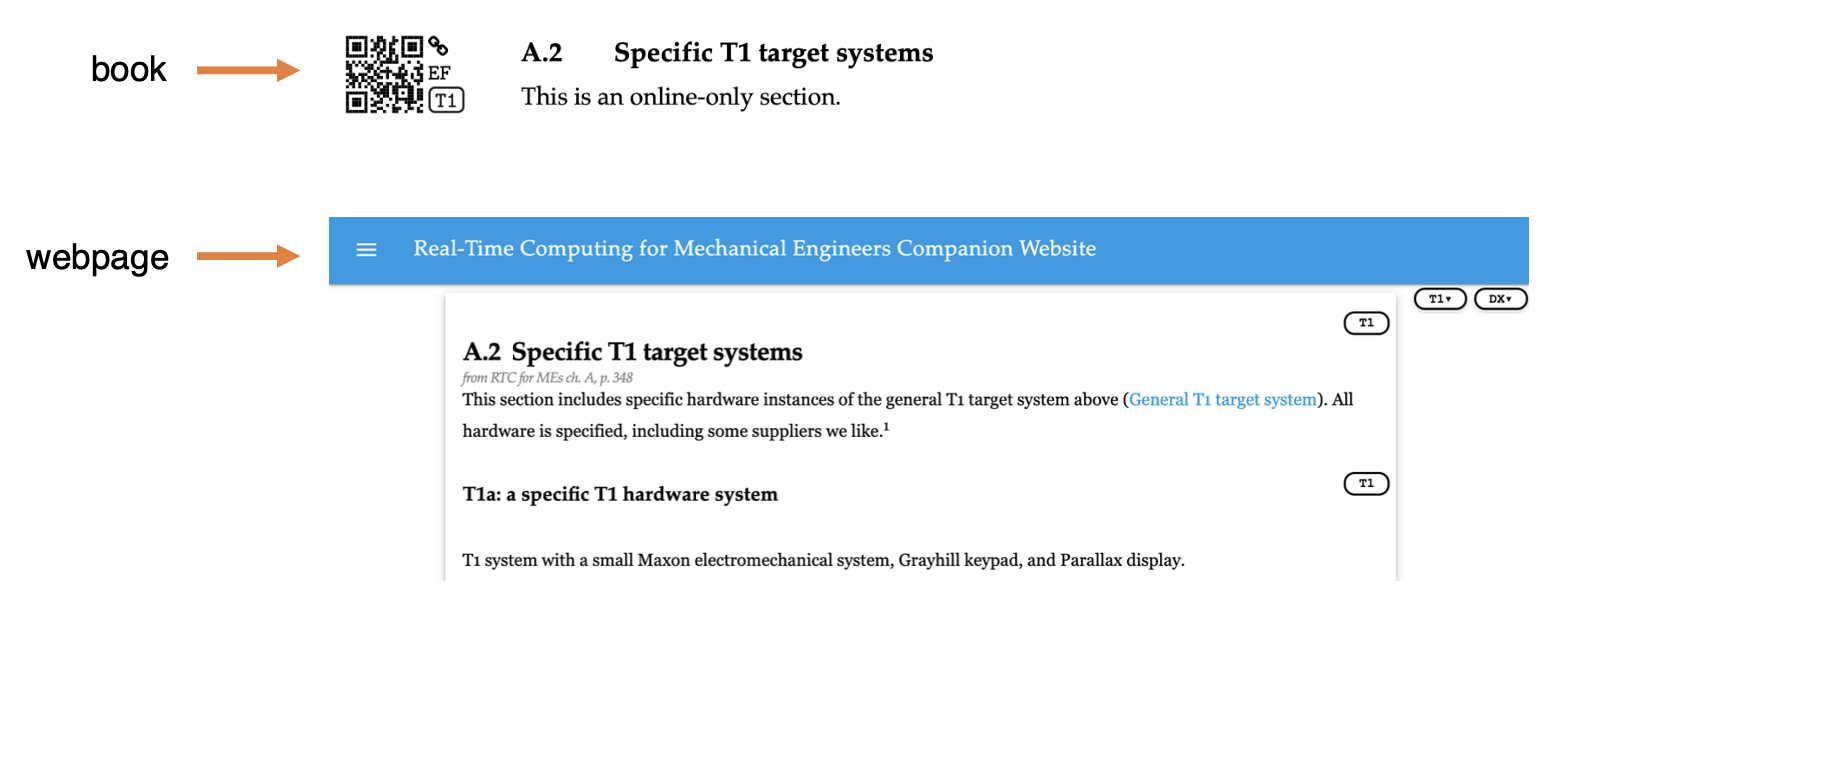 book
EF
T1
A.2 Specific T1 target systems
This is an online-only section.
webpage
Real-Time Computing for Mechanical Engineers Companion Website
T1▾ DX▾
T1
A.2 Specific T1 target systems
from RTC for MEs ch. A, p. 348
This section includes specific hardware instances of the general T1 target system above (General T1 target system). All
hardware is specified, including some suppliers we like.¹
T1a: a specific T1 hardware system
T1
T1 system with a small Maxon electromechanical system, Grayhill keypad, and Parallax display.